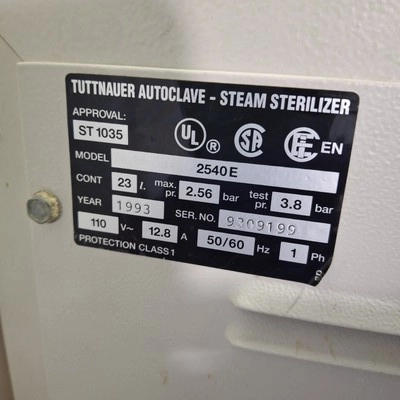 TUTTNAUER AUTOCLAVE - STEAM STERILIZER
APPROVAL:
ST 1035
UL ® SA EN
MODEL 2540 E
CONT 23 l. max. pr. 2.56 bar test pr. 3.8 bar
YEAR 1993 SER. NO. 9309199
110 V~ 12.8 A 50/60 Hz 1 Ph
PROTECTION CLASS 1